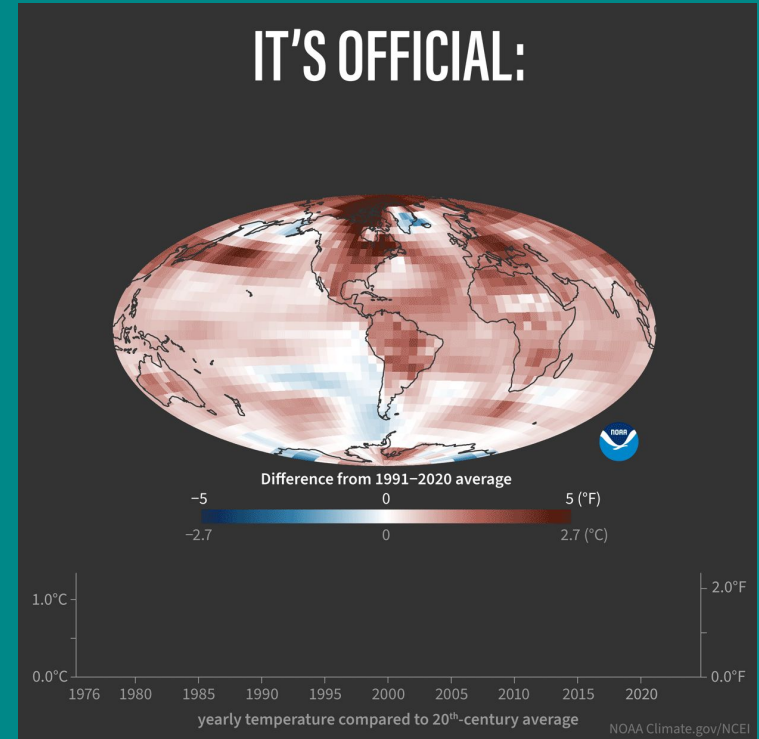 IT'S OFFICIAL:
NOAA
Difference from 1991–2020 average
−5 0 5 (°F)
−2.7 0 2.7 (°C)
1.0°C 2.0°F
0.0°C 0.0°F
1976 1980 1985 1990 1995 2000 2005 2010 2015 2020
yearly temperature compared to 20th-century average
NOAA Climate.gov/NCEI